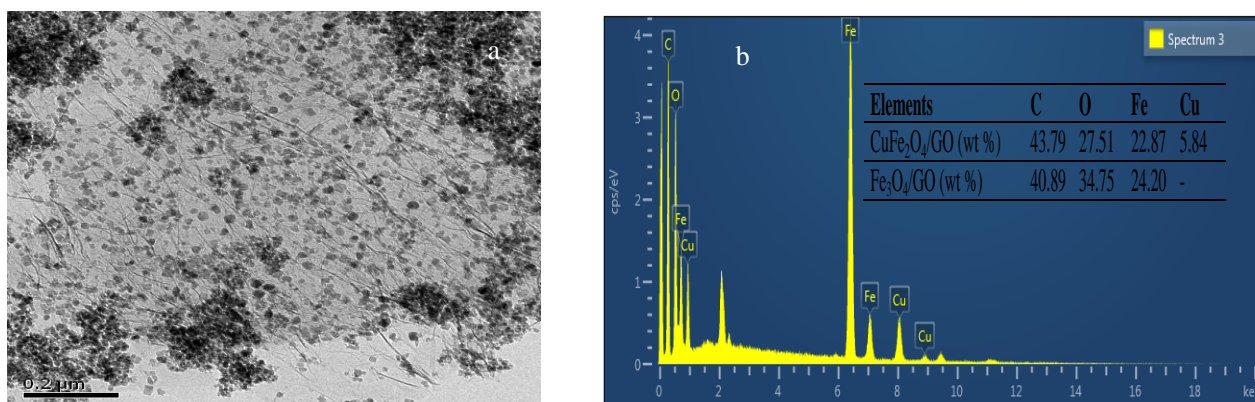 a
0.2 µm
b
Spectrum 3
cps/eV
4
3
2
1
0
C
O
Fe
Cu
Fe
Fe
Cu
Cu
Elements C O Fe Cu
CuFe₂O₄/GO (wt %) 43.79 27.51 22.87 5.84
Fe₃O₄/GO (wt %) 40.89 34.75 24.20 -
0 2 4 6 8 10 12 14 16 18 ke